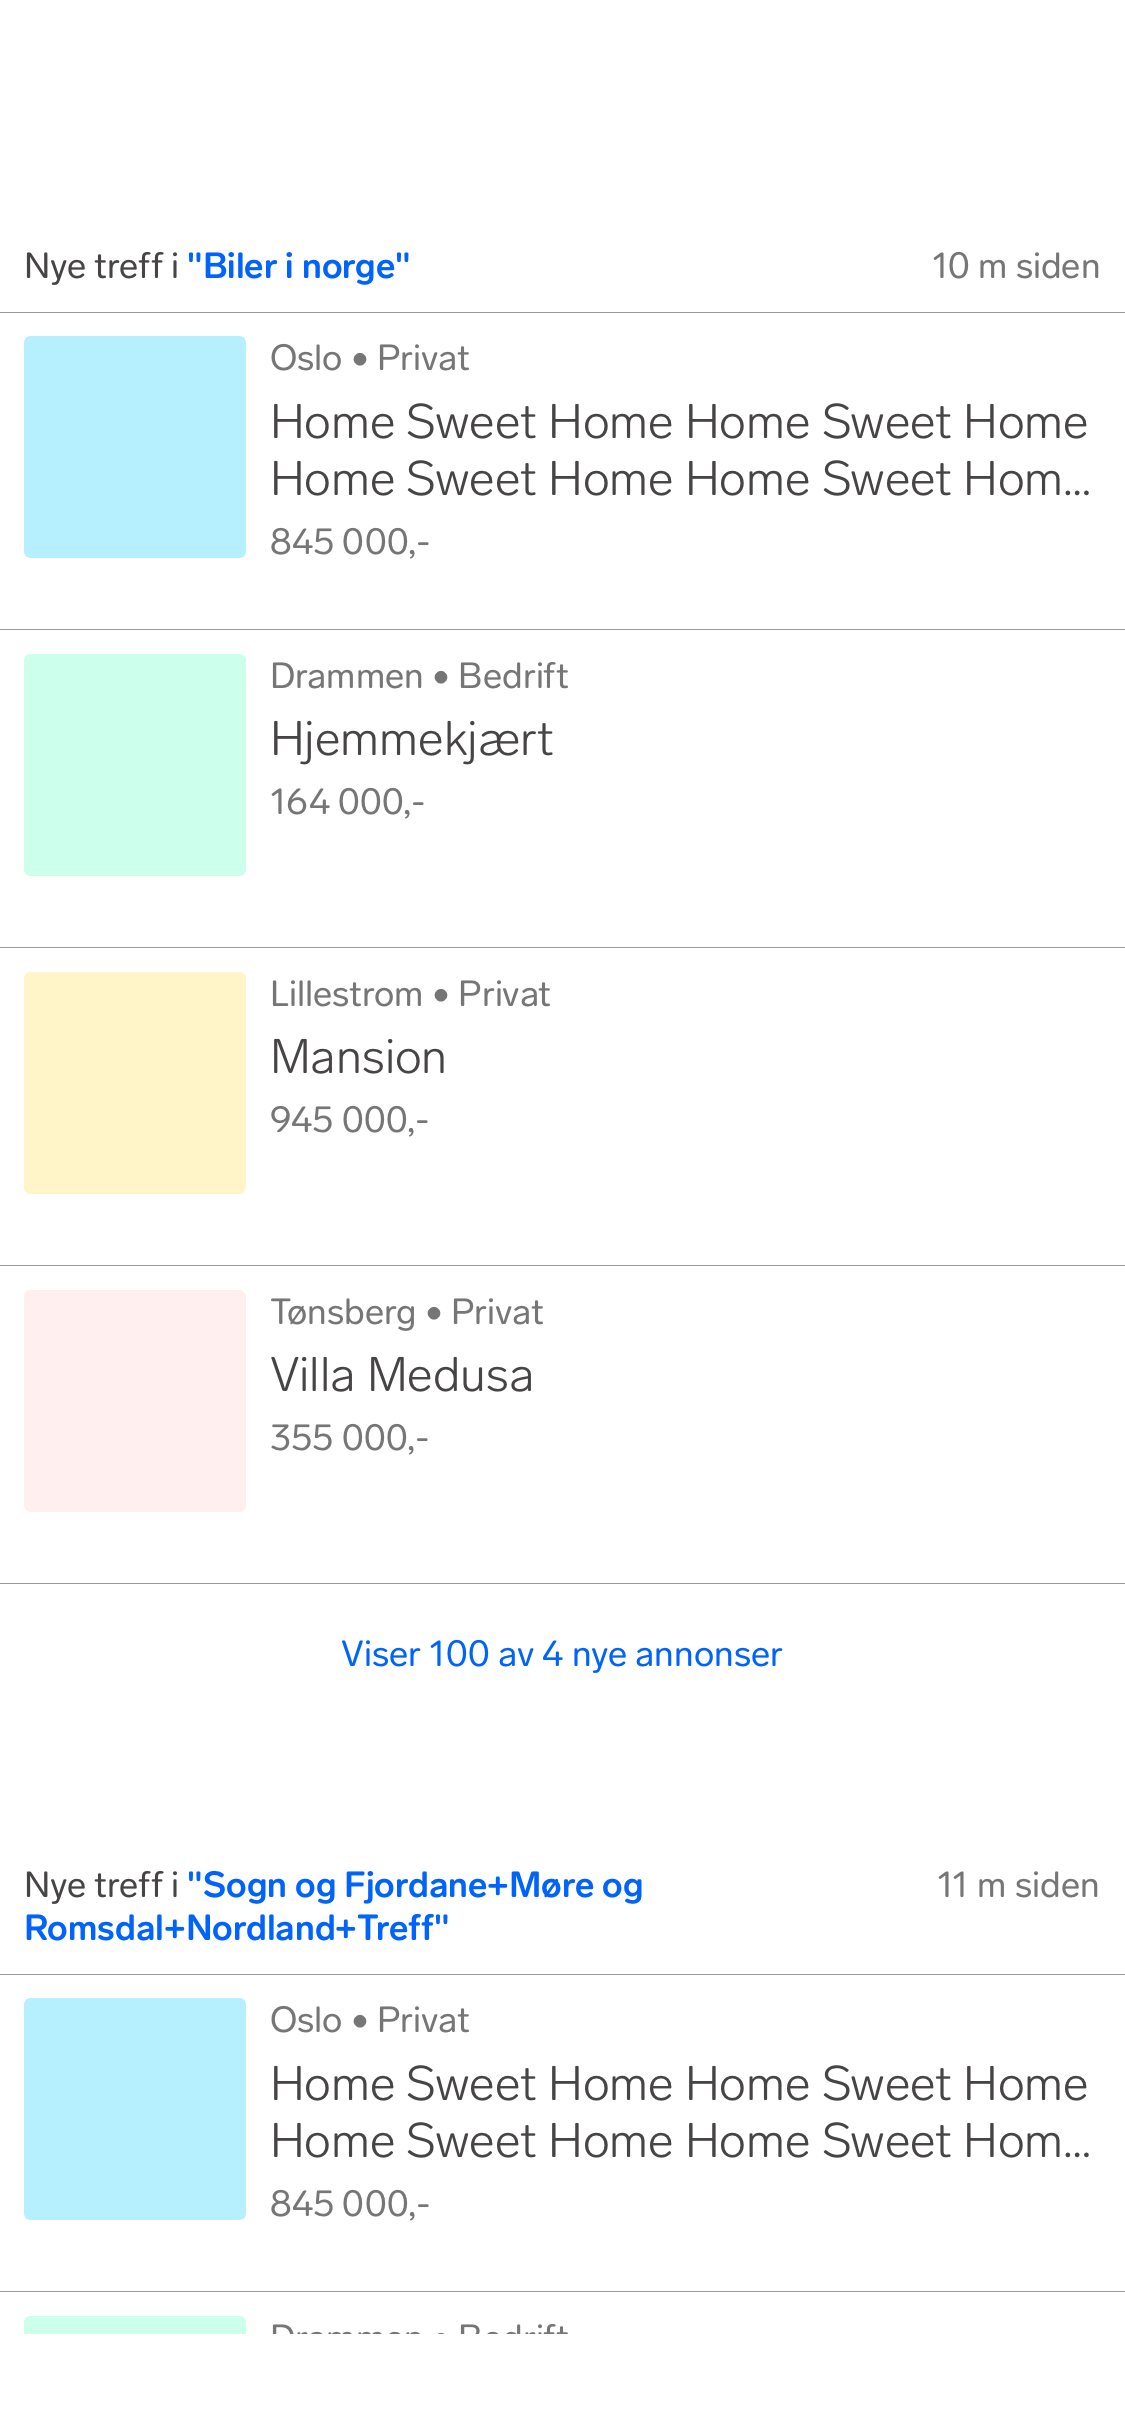 Nye treff i "Biler i norge"
10 m siden
Oslo • Privat
Home Sweet Home Home Sweet Home
Home Sweet Home Home Sweet Hom...
845 000,-
Drammen • Bedrift
Hjemmekjært
164 000,-
Lillestrom • Privat
Mansion
945 000,-
Tønsberg • Privat
Villa Medusa
355 000,-
Viser 100 av 4 nye annonser
Nye treff i "Sogn og Fjordane+Møre og
Romsdal+Nordland+Treff"
11 m siden
Oslo • Privat
Home Sweet Home Home Sweet Home
Home Sweet Home Home Sweet Hom...
845 000,-
Drammen • Bedrift